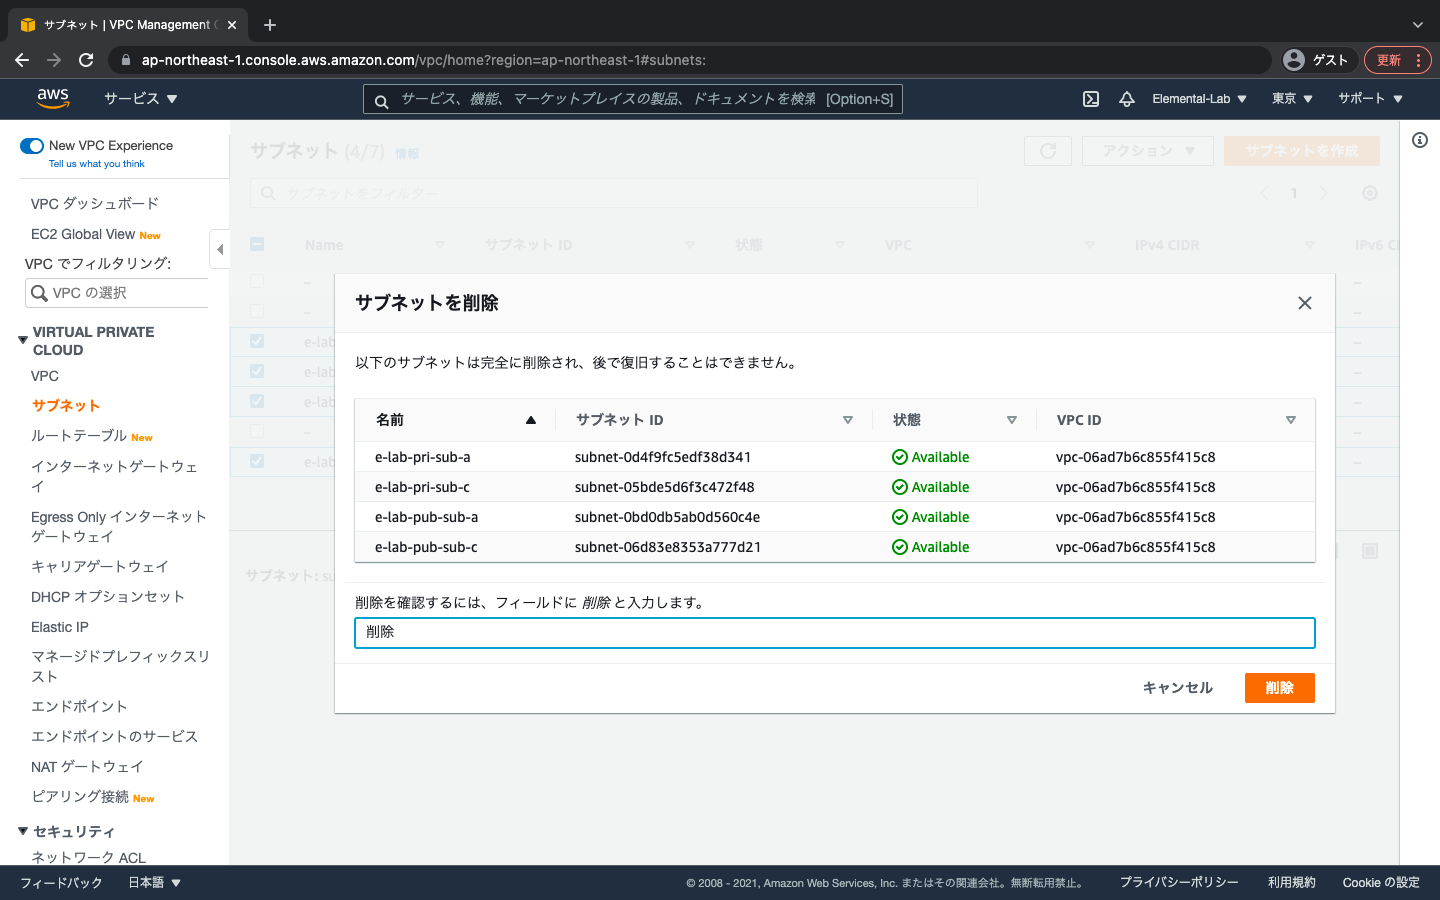 サブネット | VPC Management C
ap-northeast-1.console.aws.amazon.com/vpc/home?region=ap-northeast-1#subnets:
ゲスト
更新
aws
サービス
サービス、機能、マーケットプレイスの製品、ドキュメントを検索 [Option+S]
Elemental-Lab
東京
サポート
New VPC Experience
Tell us what you think
VPC ダッシュボード
EC2 Global View New
VPC でフィルタリング:
VPC の選択
VIRTUAL PRIVATE
CLOUD
VPC
サブネット
ルートテーブル New
インターネットゲートウェ
イ
Egress Only インターネット
ゲートウェイ
キャリアゲートウェイ
DHCP オプションセット
Elastic IP
マネージドプレフィックスリ
スト
エンドポイント
エンドポイントのサービス
NAT ゲートウェイ
ピアリング接続 New
セキュリティ
ネットワーク ACL
サブネット (4/7) 情報
アクション
サブネットを作成
サブネットをフィルター
1
Name サブネット ID 状態 VPC IPv4 CIDR IPv6 CI
– –
– –
e-lab –
e-lab –
e-lab –
– –
e-lab –
サブネット: su
サブネットを削除
以下のサブネットは完全に削除され、後で復旧することはできません。
名前 サブネット ID 状態 VPC ID
e-lab-pri-sub-a subnet-0d4f9fc5edf38d341 Available vpc-06ad7b6c855f415c8
e-lab-pri-sub-c subnet-05bde5d6f3c472f48 Available vpc-06ad7b6c855f415c8
e-lab-pub-sub-a subnet-0bd0db5ab0d560c4e Available vpc-06ad7b6c855f415c8
e-lab-pub-sub-c subnet-06d83e8353a777d21 Available vpc-06ad7b6c855f415c8
削除を確認するには、フィールドに 削除 と入力します。
削除
キャンセル
削除
フィードバック
日本語
© 2008 - 2021, Amazon Web Services, Inc. またはその関連会社。無断転用禁止。
プライバシーポリシー
利用規約
Cookie の設定